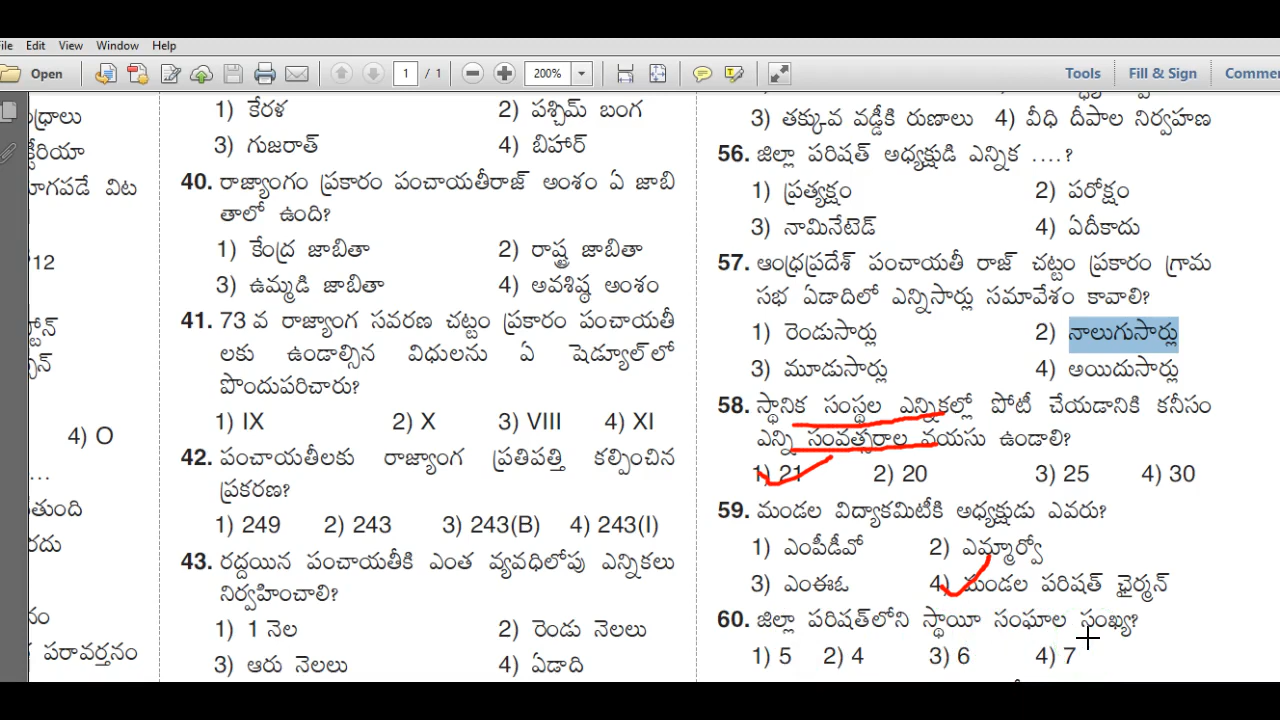 ile Edit View Window Help
Open 1 / 1 200% Tools Fill & Sign Commen
ంద్రాలు
క్టీరియా
ూగపడే విట
12
4) O
...
తుంది
రదు
నం
పరావర్తనం
1) కేరళ 2) పశ్చిమ్ బంగ
3) గుజరాత్ 4) బిహార్
40. రాజ్యాంగం ప్రకారం పంచాయతీరాజ్ అంశం ఏ జాబి
తాలో ఉంది?
1) కేంద్ర జాబితా 2) రాష్ట్ర జాబితా
3) ఉమ్మడి జాబితా 4) అవశిష్ఠ అంశం
41. 73 వ రాజ్యాంగ సవరణ చట్టం ప్రకారం పంచాయతీ
లకు ఉండాల్సిన విధులను ఏ షెడ్యూల్‌లో
పొందుపరిచారు?
1) IX 2) X 3) VIII 4) XI
42. పంచాయతీలకు రాజ్యాంగ ప్రతిపత్తి కల్పించిన
ప్రకరణ?
1) 249 2) 243 3) 243(B) 4) 243(I)
43. రద్దయిన పంచాయతీకి ఎంత వ్యవధిలోపు ఎన్నికలు
నిర్వహించాలి?
1) 1 నెల 2) రెండు నెలలు
3) ఆరు నెలలు 4) ఏడాది
3) తక్కువ వడ్డీకి రుణాలు 4) వీధి దీపాల నిర్వహణ
56. జిల్లా పరిషత్ అధ్యక్షుడి ఎన్నిక ....?
1) ప్రత్యక్షం 2) పరోక్షం
3) నామినేటెడ్ 4) ఏదీకాదు
57. ఆంధ్రప్రదేశ్ పంచాయతీ రాజ్ చట్టం ప్రకారం గ్రామ
సభ ఏడాదిలో ఎన్నిసార్లు సమావేశం కావాలి?
1) రెండుసార్లు 2) నాలుగుసార్లు
3) మూడుసార్లు 4) అయిదుసార్లు
58. స్థానిక సంస్థల ఎన్నికల్లో పోటీ చేయడానికి కనీసం
ఎన్ని సంవత్సరాల వయసు ఉండాలి?
1) 21 2) 20 3) 25 4) 30
59. మండల విద్యాకమిటీకి అధ్యక్షుడు ఎవరు?
1) ఎంపీడీవో 2) ఎమ్మార్వో
3) ఎంఈఓ 4) మండల పరిషత్ ఛైర్మన్
60. జిల్లా పరిషత్‌లోని స్థాయీ సంఘాల సంఖ్య?
1) 5 2) 4 3) 6 4) 7